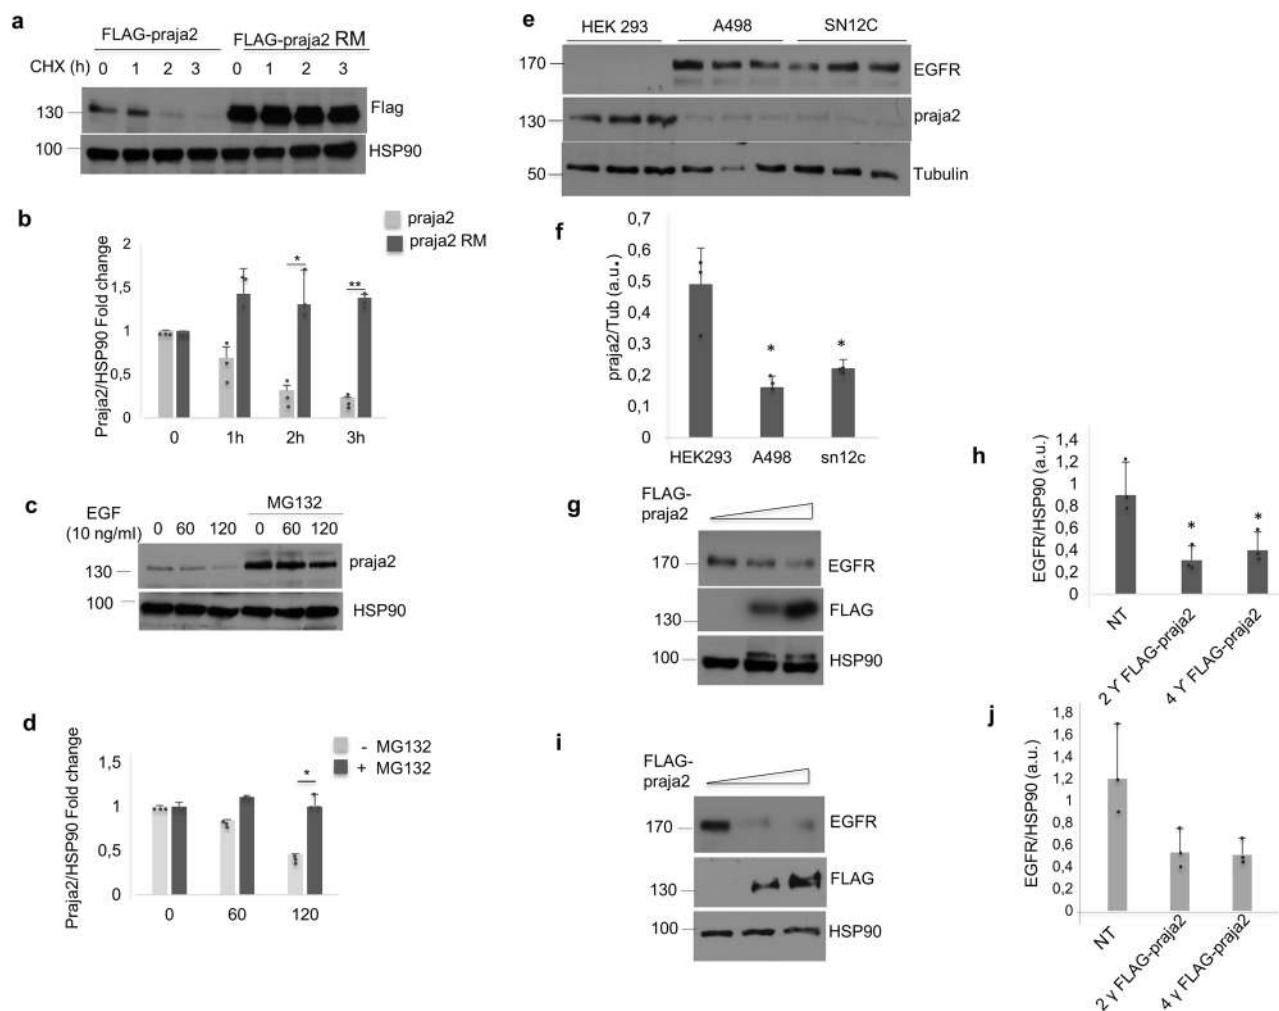 a
FLAG-praja2 FLAG-praja2 RM
CHX (h) 0 1 2 3 0 1 2 3
130 Flag
100 HSP90
b
praja2
praja2 RM
Praja2/HSP90 Fold change
2
1,5
1
0,5
0
* **
0 1h 2h 3h
c
MG132
EGF
(10 ng/ml) 0 60 120 0 60 120
130 praja2
100 HSP90
d
- MG132
+ MG132
Praja2/HSP90 Fold change
1,5
1
0,5
0
*
0 60 120
e
HEK 293 A498 SN12C
170 EGFR
130 praja2
50 Tubulin
f
praja2/Tub (a.u.)
0,7
0,6
0,5
0,4
0,3
0,2
0,1
0
* *
HEK293 A498 sn12c
g
FLAG-
praja2
170 EGFR
130 FLAG
100 HSP90
h
EGFR/HSP90 (a.u.)
1,4
1,2
1
0,8
0,6
0,4
0,2
0
* *
NT
2 Υ FLAG-praja2
4 Υ FLAG-praja2
i
FLAG-
praja2
170 EGFR
130 FLAG
100 HSP90
j
EGFR/HSP90 (a.u.)
1,8
1,6
1,4
1,2
1
0,8
0,6
0,4
0,2
0
NT
2 γ FLAG-praja2
4 γ FLAG-praja2